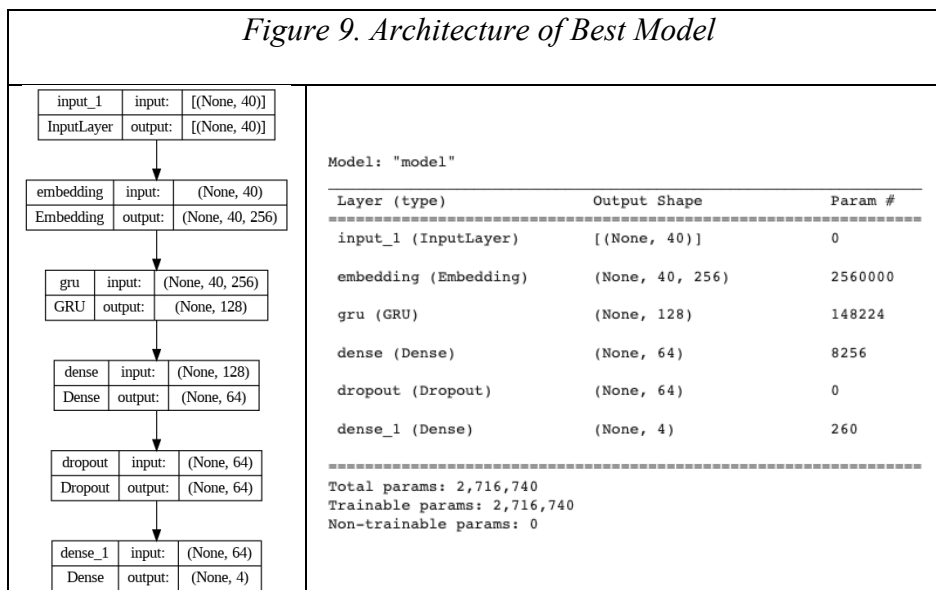 Figure 9. Architecture of Best Model
input_1 input: [(None, 40)]
InputLayer output: [(None, 40)]
embedding input: (None, 40)
Embedding output: (None, 40, 256)
gru input: (None, 40, 256)
GRU output: (None, 128)
dense input: (None, 128)
Dense output: (None, 64)
dropout input: (None, 64)
Dropout output: (None, 64)
dense_1 input: (None, 64)
Dense output: (None, 4)
Model: "model"
Layer (type) Output Shape Param #
input_1 (InputLayer) [(None, 40)] 0
embedding (Embedding) (None, 40, 256) 2560000
gru (GRU) (None, 128) 148224
dense (Dense) (None, 64) 8256
dropout (Dropout) (None, 64) 0
dense_1 (Dense) (None, 4) 260
Total params: 2,716,740
Trainable params: 2,716,740
Non-trainable params: 0